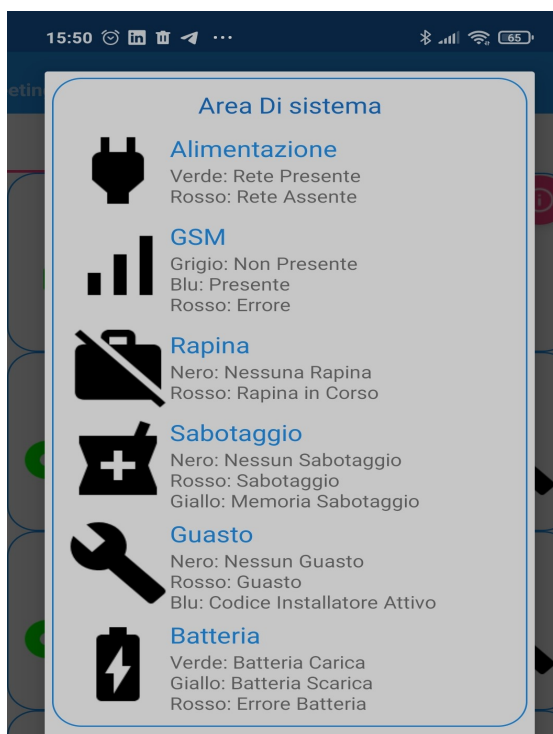 15:50
65
etin
Area Di sistema
Alimentazione
Verde: Rete Presente
Rosso: Rete Assente
GSM
Grigio: Non Presente
Blu: Presente
Rosso: Errore
Rapina
Nero: Nessuna Rapina
Rosso: Rapina in Corso
Sabotaggio
Nero: Nessun Sabotaggio
Rosso: Sabotaggio
Giallo: Memoria Sabotaggio
Guasto
Nero: Nessun Guasto
Rosso: Guasto
Blu: Codice Installatore Attivo
Batteria
Verde: Batteria Carica
Giallo: Batteria Scarica
Rosso: Errore Batteria